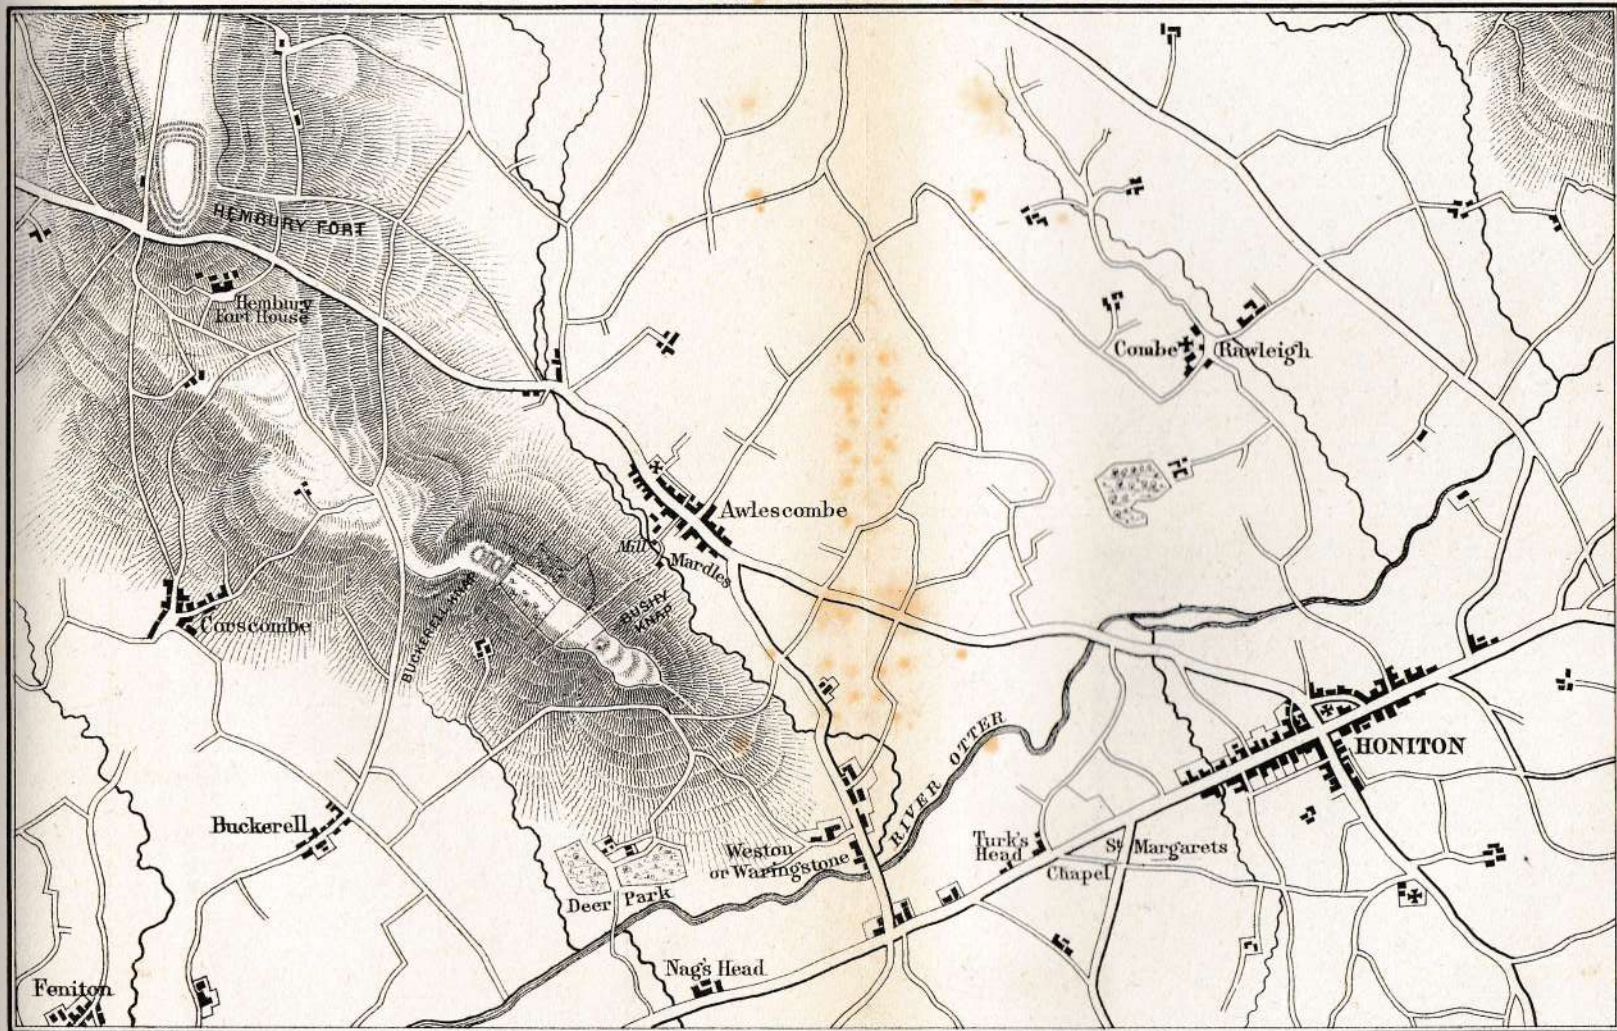 HEMBURY FORT
Hembury
Fort House
Combe Rawleigh
Awlescombe
Mill
Mardles
BUSHY
KNAP
BUCKERELL KNAP
Corscombe
HONITON
RIVER OTTER
Buckerell
Turk's
Head
St Margarets
Chapel
Weston
or Waringstone
Deer Park
Nag's Head
Feniton